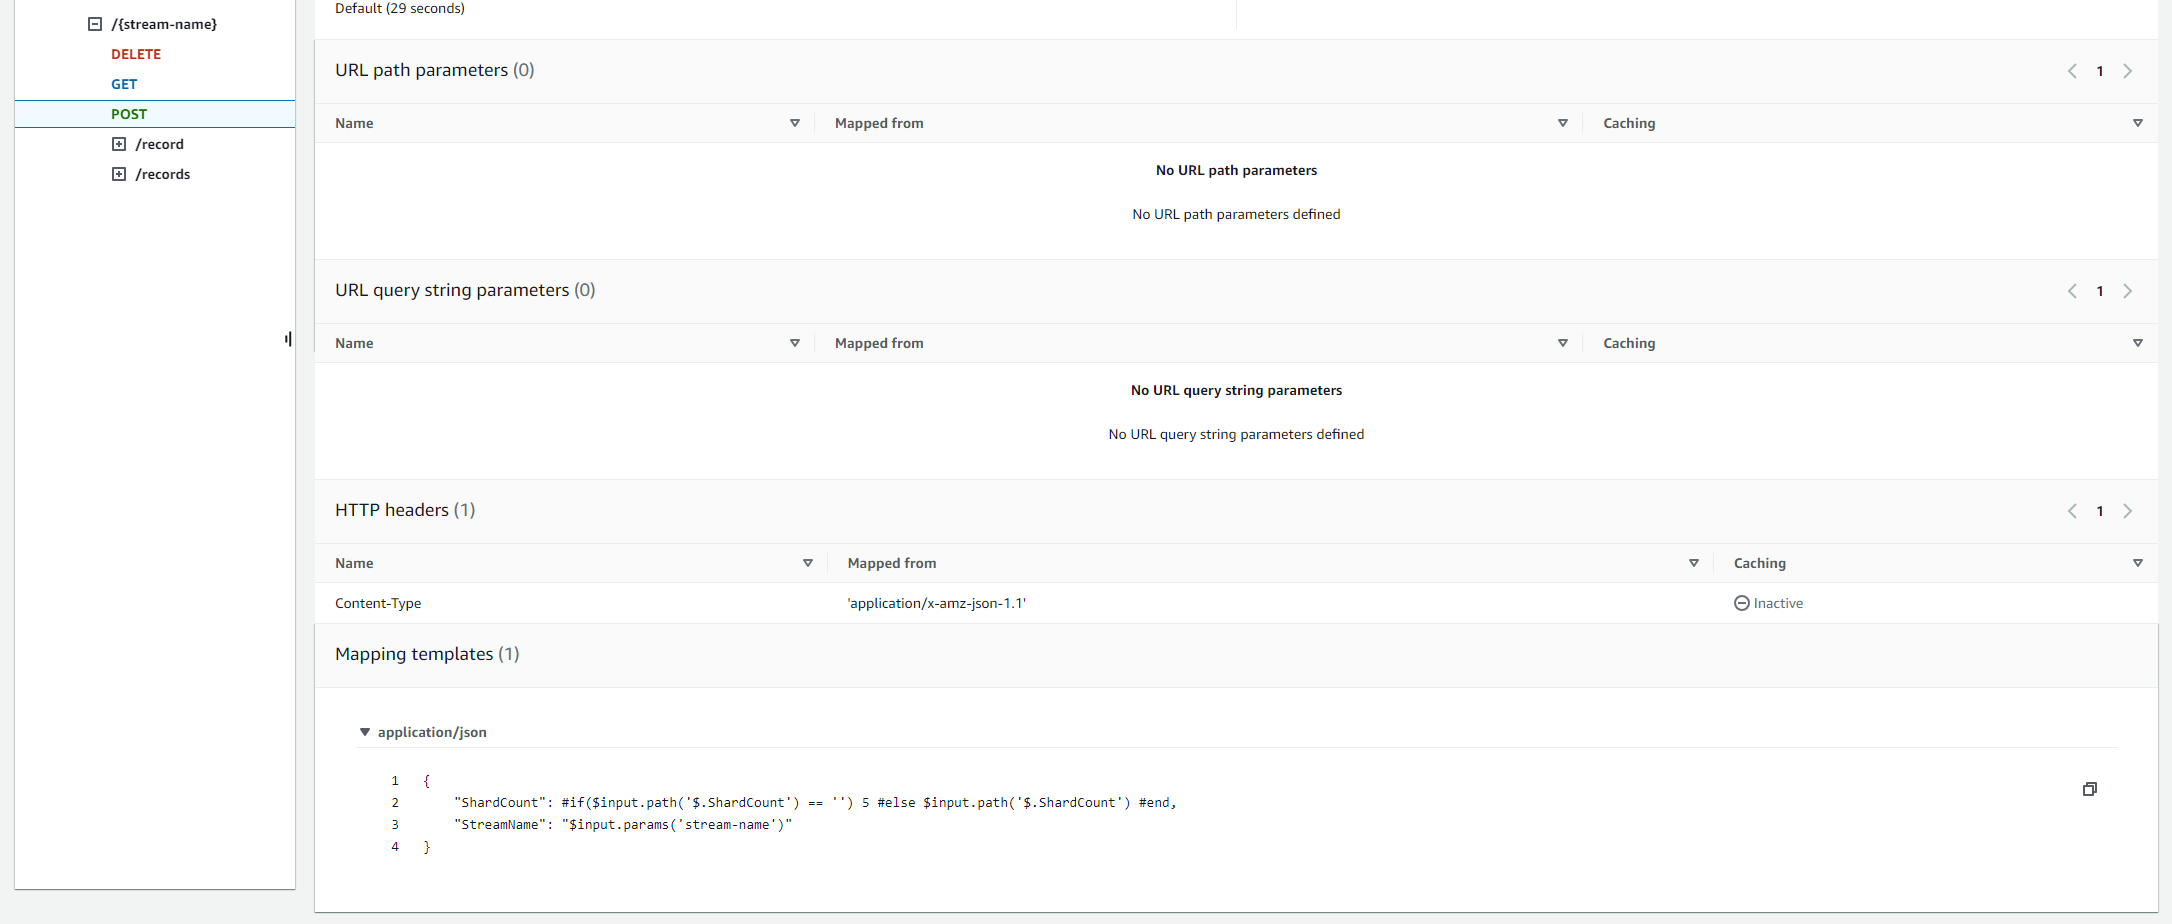 /{stream-name}
DELETE
GET
POST
/record
/records
Default (29 seconds)
URL path parameters (0)
1
Name Mapped from Caching
No URL path parameters
No URL path parameters defined
URL query string parameters (0)
1
Name Mapped from Caching
No URL query string parameters
No URL query string parameters defined
HTTP headers (1)
1
Name Mapped from Caching
Content-Type 'application/x-amz-json-1.1' Inactive
Mapping templates (1)
application/json
1 {
2 "ShardCount": #if($input.path('$.ShardCount') == '') 5 #else $input.path('$.ShardCount') #end,
3 "StreamName": "$input.params('stream-name')"
4 }